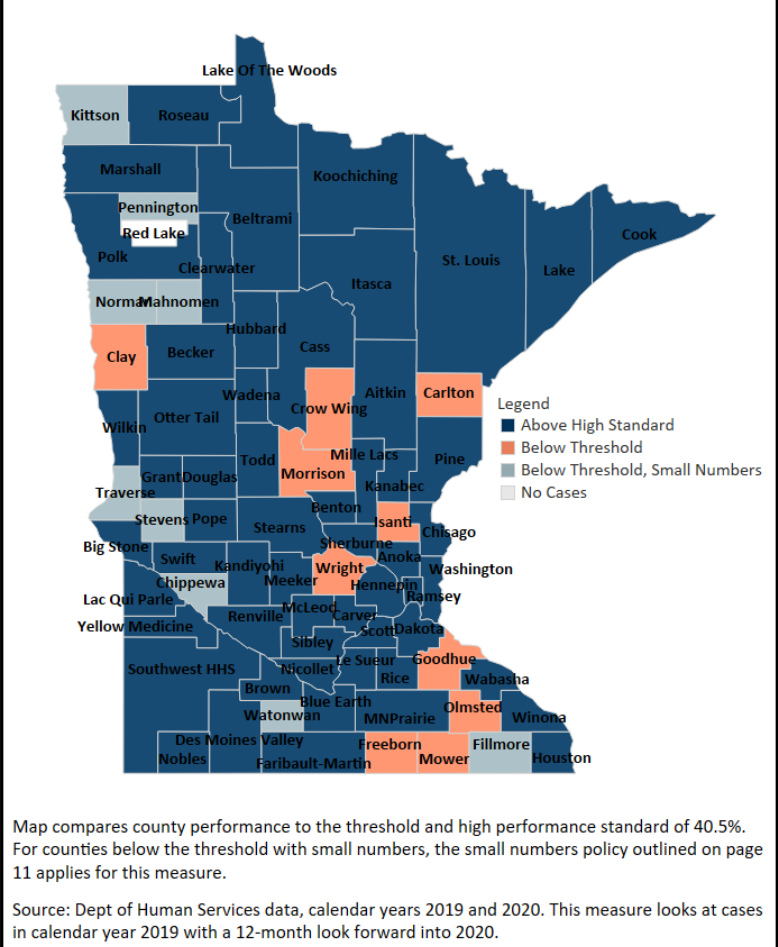 Lake Of The Woods
Kittson
Roseau
Marshall
Koochiching
Pennington
Beltrami
Red Lake
Cook
Polk
St. Louis
Clearwater
Lake
Itasca
Norman
Mahnomen
Hubbard
Cass
Clay
Becker
Aitkin
Carlton
Wadena
Crow Wing
Legend
Otter Tail
Above High Standard
Wilkin
Below Threshold
Mille Lacs
Todd
Pine
Below Threshold, Small Numbers
Morrison
Grant
Douglas
Kanabec
No Cases
Traverse
Benton
Stevens
Pope
Isanti
Stearns
Chisago
Sherburne
Big Stone
Anoka
Swift
Kandiyohi
Wright
Washington
Chippewa
Meeker
Hennepin
Ramsey
Lac Qui Parle
McLeod
Carver
Renville
Yellow Medicine
Scott
Dakota
Sibley
Le Sueur
Goodhue
Southwest HHS
Nicollet
Rice
Wabasha
Brown
Blue Earth
Olmsted
Watonwan
MNPrairie
Winona
Des Moines Valley
Freeborn
Fillmore
Nobles
Faribault-Martin
Mower
Houston
Map compares county performance to the threshold and high performance standard of 40.5%.
For counties below the threshold with small numbers, the small numbers policy outlined on page
11 applies for this measure.
Source: Dept of Human Services data, calendar years 2019 and 2020. This measure looks at cases
in calendar year 2019 with a 12-month look forward into 2020.